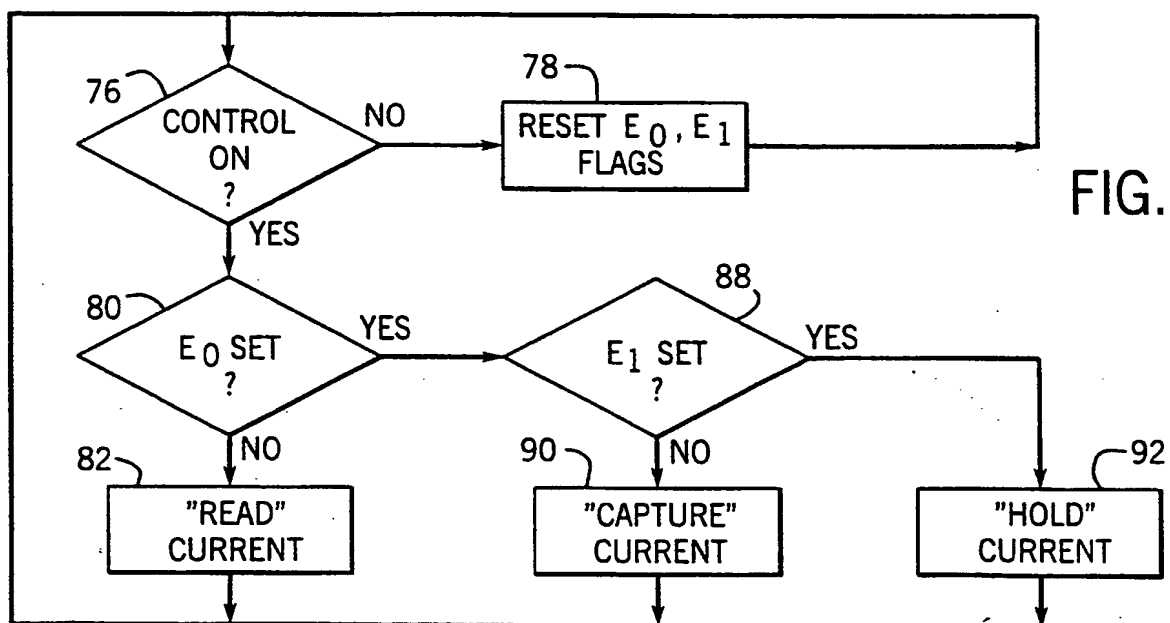 76
CONTROL
ON
?
NO
78
RESET E0, E1
FLAGS
FIG.
YES
80
E0 SET
?
YES
88
E1 SET
?
YES
NO
82
"READ"
CURRENT
NO
90
"CAPTURE"
CURRENT
92
"HOLD"
CURRENT